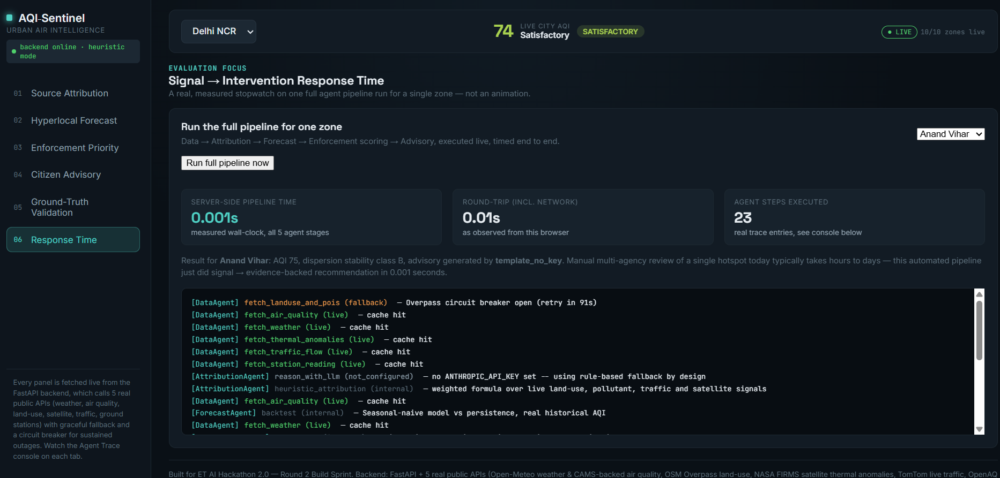 AQI-Sentinel
URBAN AIR INTELLIGENCE
backend online · heuristic
mode
01 Source Attribution
02 Hyperlocal Forecast
03 Enforcement Priority
04 Citizen Advisory
05 Ground-Truth
Validation
06 Response Time
Every panel is fetched live from the
FastAPI backend, which calls 5 real
public APIs (weather, air quality,
land-use, satellite, traffic, ground
stations) with graceful fallback and
a circuit breaker for sustained
outages. Watch the Agent Trace
console on each tab.
Delhi NCR
74
LIVE CITY AQI
Satisfactory
SATISFACTORY
● LIVE
10/10 zones live
EVALUATION FOCUS
Signal → Intervention Response Time
A real, measured stopwatch on one full agent pipeline run for a single zone — not an animation.
Run the full pipeline for one zone
Data → Attribution → Forecast → Enforcement scoring → Advisory, executed live, timed end to end.
Anand Vihar
Run full pipeline now
SERVER-SIDE PIPELINE TIME
0.001s
measured wall-clock, all 5 agent stages
ROUND-TRIP (INCL. NETWORK)
0.01s
as observed from this browser
AGENT STEPS EXECUTED
23
real trace entries, see console below
Result for Anand Vihar: AQI 75, dispersion stability class B, advisory generated by template_no_key. Manual multi-agency review of a single hotspot today typically takes hours to days — this automated pipeline
just did signal → evidence-backed recommendation in 0.001 seconds.
[DataAgent] fetch_landuse_and_pois (fallback) — Overpass circuit breaker open (retry in 91s)
[DataAgent] fetch_air_quality (live) — cache hit
[DataAgent] fetch_weather (live) — cache hit
[DataAgent] fetch_thermal_anomalies (live) — cache hit
[DataAgent] fetch_traffic_flow (live) — cache hit
[DataAgent] fetch_station_reading (live) — cache hit
[AttributionAgent] reason_with_llm (not_configured) — no ANTHROPIC_API_KEY set -- using rule-based fallback by design
[AttributionAgent] heuristic_attribution (internal) — weighted formula over live land-use, pollutant, traffic and satellite signals
[DataAgent] fetch_air_quality (live) — cache hit
[ForecastAgent] backtest (internal) — Seasonal-naive model vs persistence, real historical AQI
[DataAgent] fetch_weather (live) — cache hit
Built for ET AI Hackathon 2.0 — Round 2 Build Sprint. Backend: FastAPI + 5 real public APIs (Open-Meteo weather & CAMS-backed air quality, OSM Overpass land-use, NASA FIRMS satellite thermal anomalies, TomTom live traffic, OpenAQ